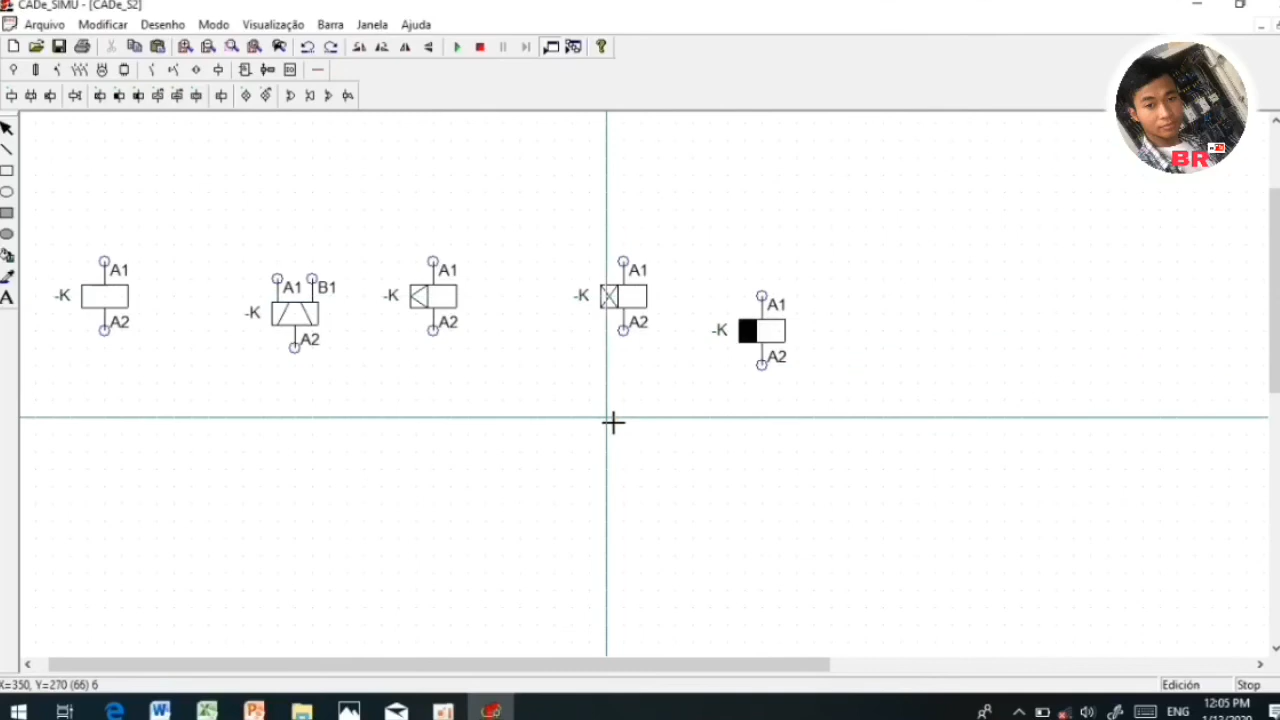 CADe_SIMU - [CADe_S2]
Arquivo Modificar Desenho Modo Visualização Barra Janela Ajuda
BR
A1
-K
A2
A1 B1
-K
A2
A1
-K
A2
A1
-K
A2
A1
-K
A2
A
X=350, Y=270 (66) 6
Edición Stop
ENG
12:05 PM